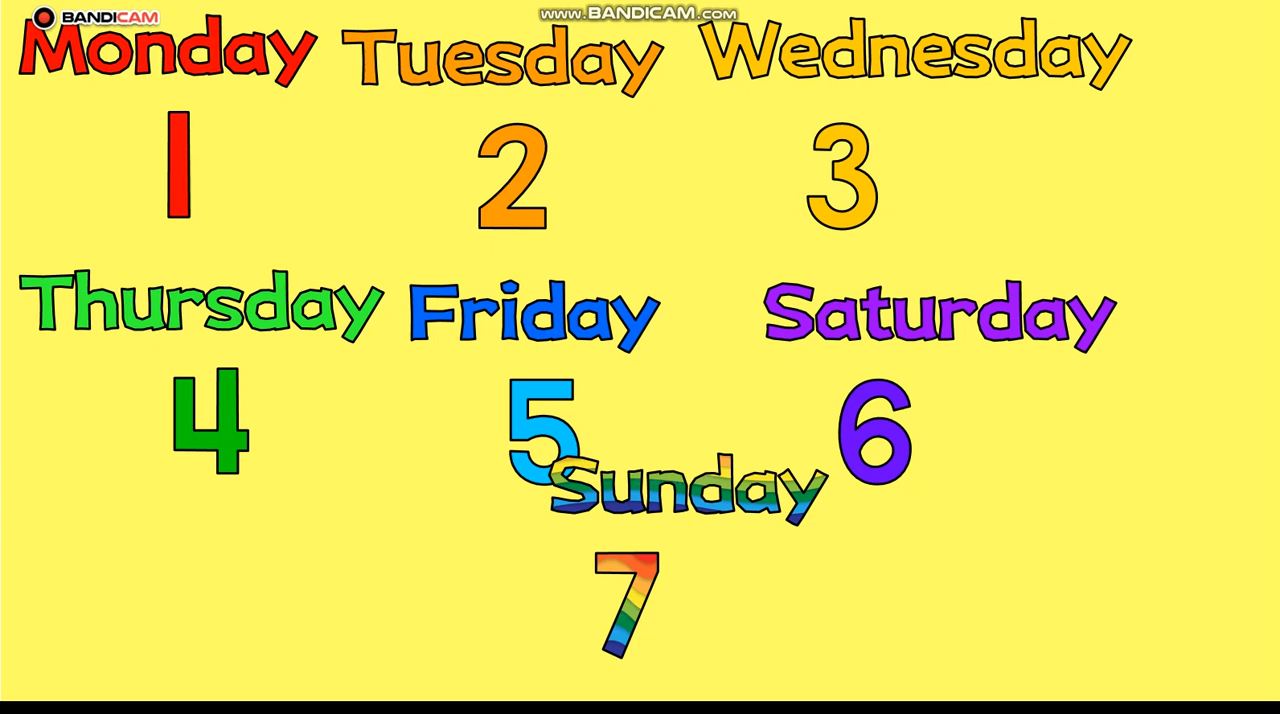 BANDICAM
www.BANDICAM.com
Monday Tuesday Wednesday
1 2 3
Thursday Friday Saturday
4 5 6
Sunday
7